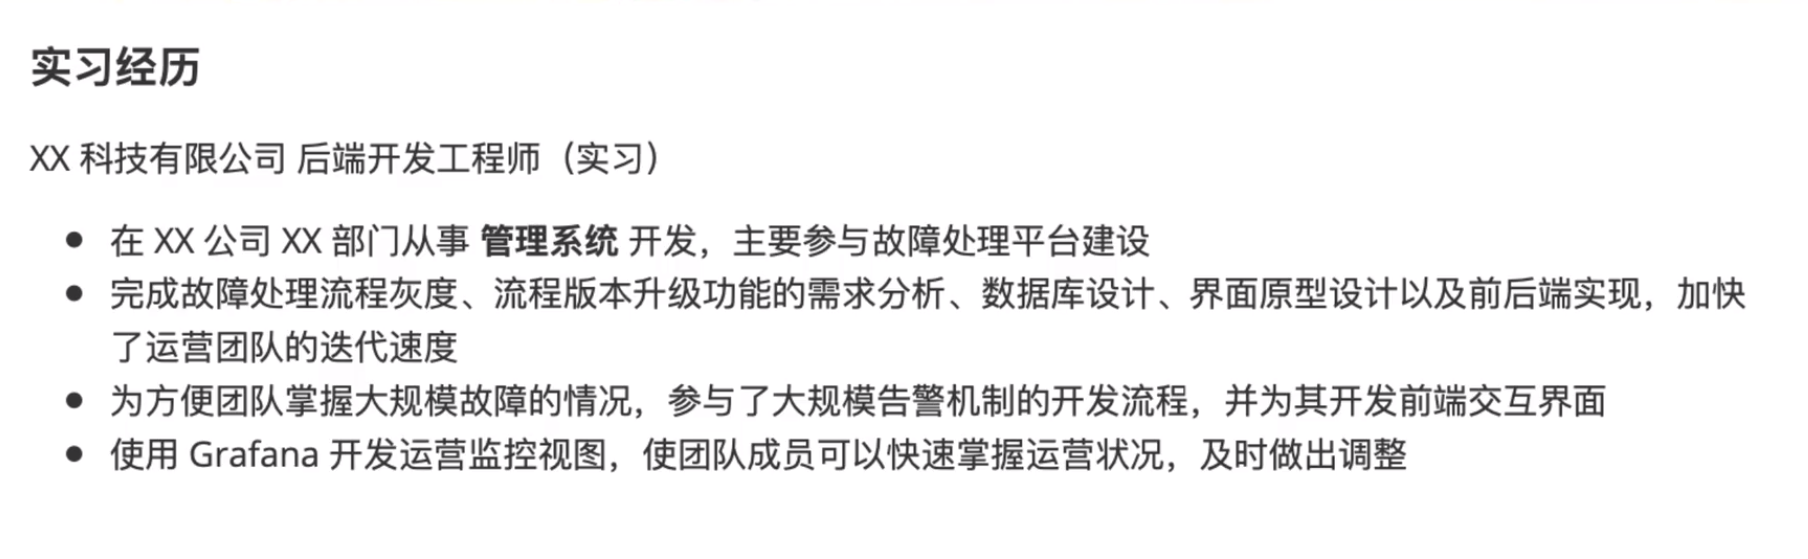 实习经历
XX 科技有限公司 后端开发工程师（实习）
● 在 XX 公司 XX 部门从事 管理系统 开发，主要参与故障处理平台建设
● 完成故障处理流程灰度、流程版本升级功能的需求分析、数据库设计、界面原型设计以及前后端实现，加快
了运营团队的迭代速度
● 为方便团队掌握大规模故障的情况，参与了大规模告警机制的开发流程，并为其开发前端交互界面
● 使用 Grafana 开发运营监控视图，使团队成员可以快速掌握运营状况，及时做出调整